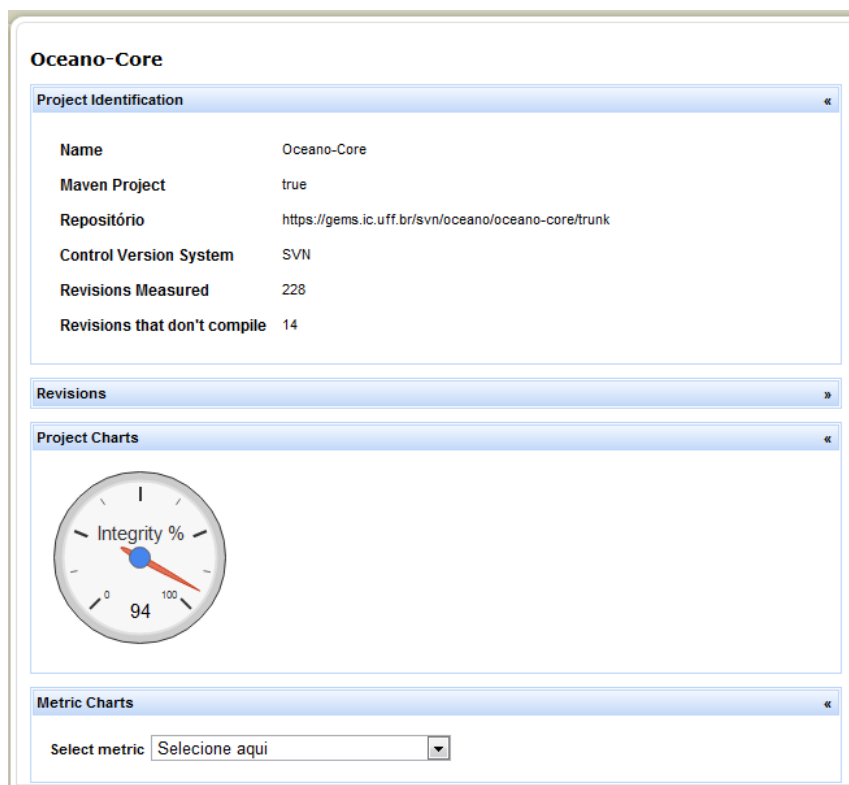 Oceano-Core
Project Identification «
Name Oceano-Core
Maven Project true
Repositório https://gems.ic.uff.br/svn/oceano/oceano-core/trunk
Control Version System SVN
Revisions Measured 228
Revisions that don't compile 14
Revisions »
Project Charts «
Integrity %
0 100
94
Metric Charts «
Select metric Selecione aqui